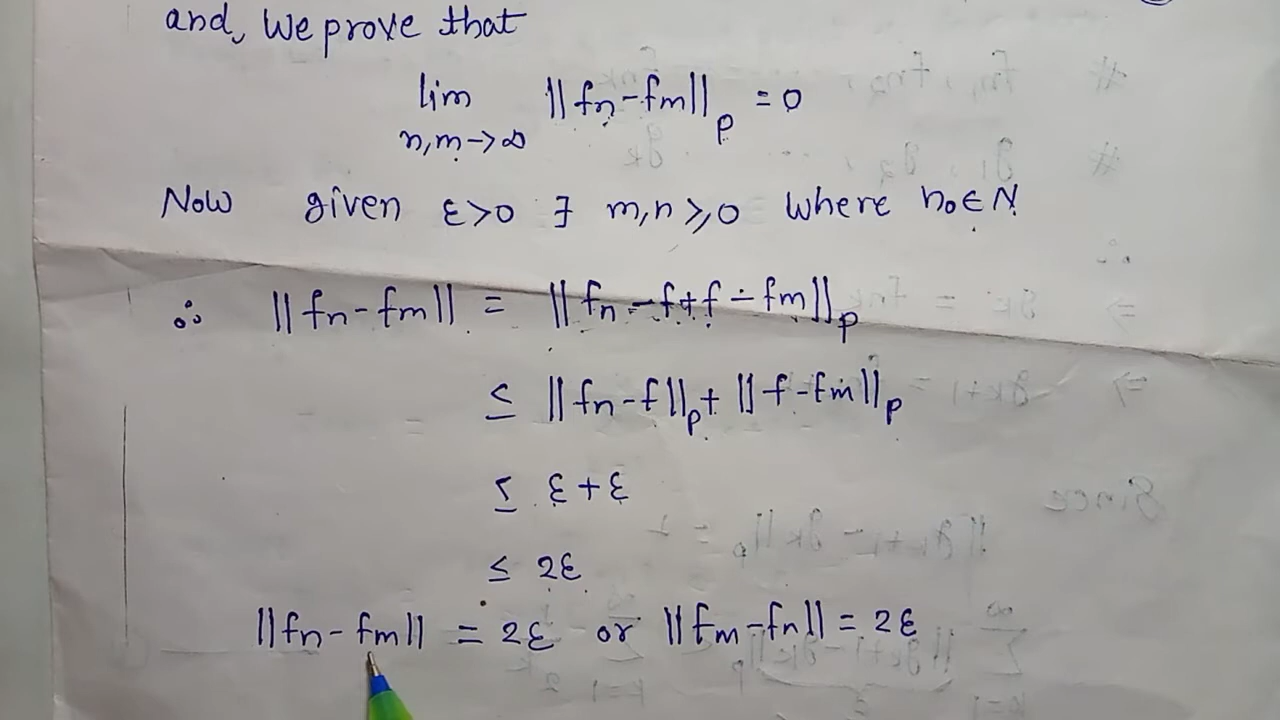 and, We prove that
lim ||fn-fm||p = 0
n,m→∞
Now given ε>0 ∃ m,n ≥,0 where n₀∈N
∴ ||fn-fm|| = ||fn-f+f-fm||p
≤ ||fn-f||p+ ||f-fm||p
≤ ε+ε
≤ 2ε
||fn-fm|| = 2ε or ||fm-fn|| = 2ε